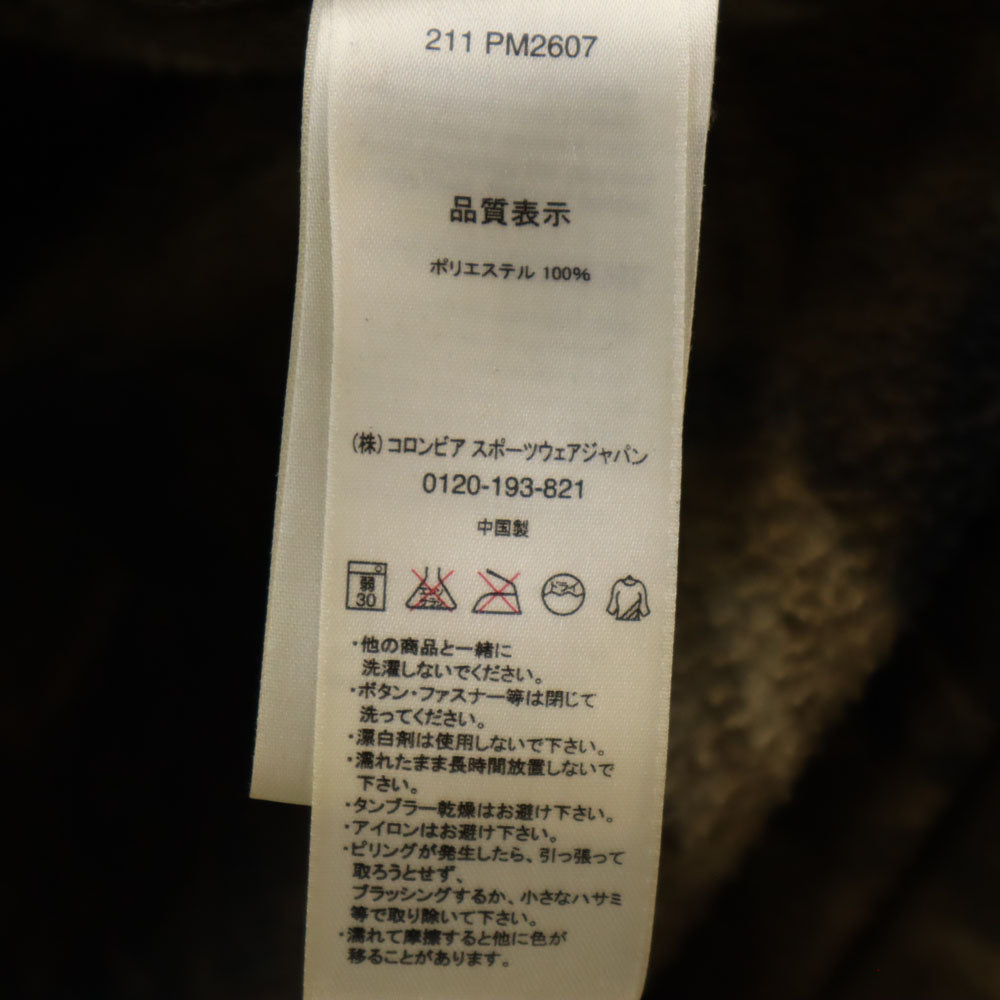 211 PM2607
品質表示
ポリエステル 100%
(株)コロンビア スポーツウェアジャパン
0120-193-821
中国製
弱
30
エンソ
サラシ
ドライ
・他の商品と一緒に
洗濯しないでください。
・ボタン・ファスナー等は閉じて
洗ってください。
・漂白剤は使用しないで下さい。
・濡れたまま長時間放置しないで
下さい。
・タンブラー乾燥はお避け下さい。
・アイロンはお避け下さい。
・ピリングが発生したら、引っ張って
取ろうとせず、
ブラッシングするか、小さなハサミ
等で取り除いて下さい。
・濡れて摩擦すると他に色が
移ることがあります。